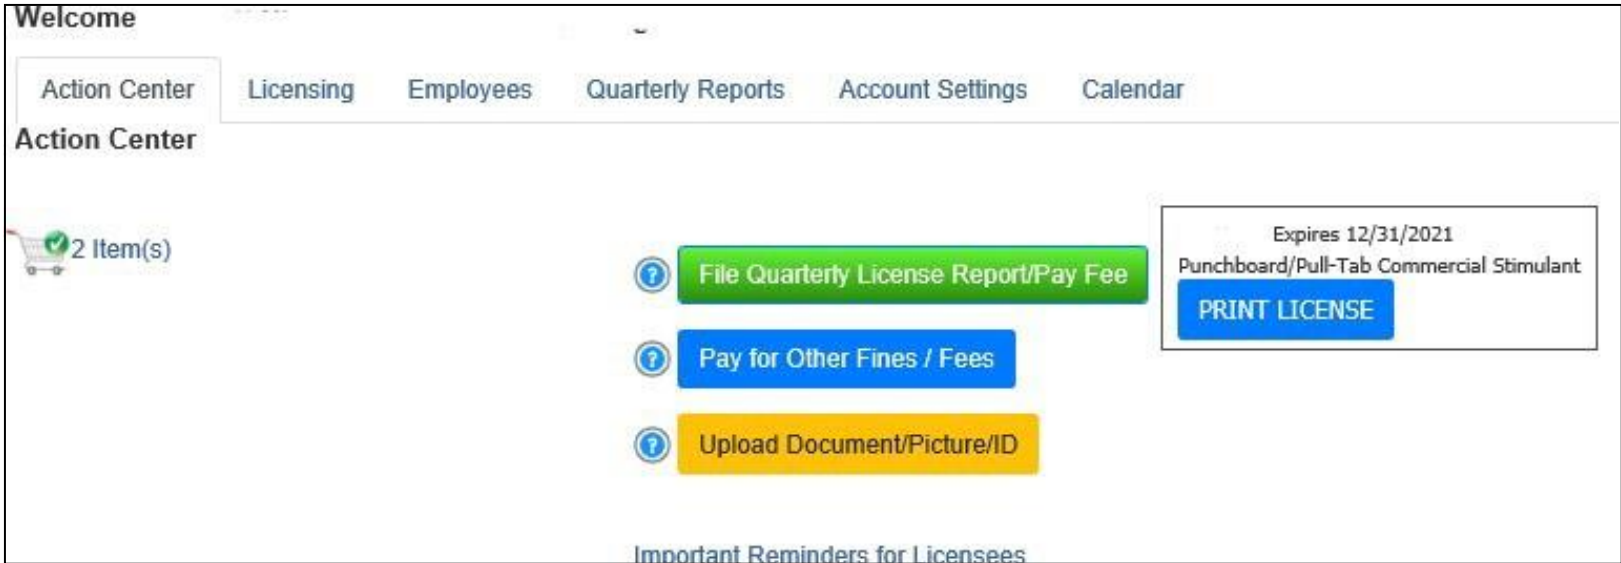 Welcome
Action Center Licensing Employees Quarterly Reports Account Settings Calendar
Action Center
2 Item(s)
File Quarterly License Report/Pay Fee
Pay for Other Fines / Fees
Upload Document/Picture/ID
Expires 12/31/2021
Punchboard/Pull-Tab Commercial Stimulant
PRINT LICENSE
Important Reminders for Licensees